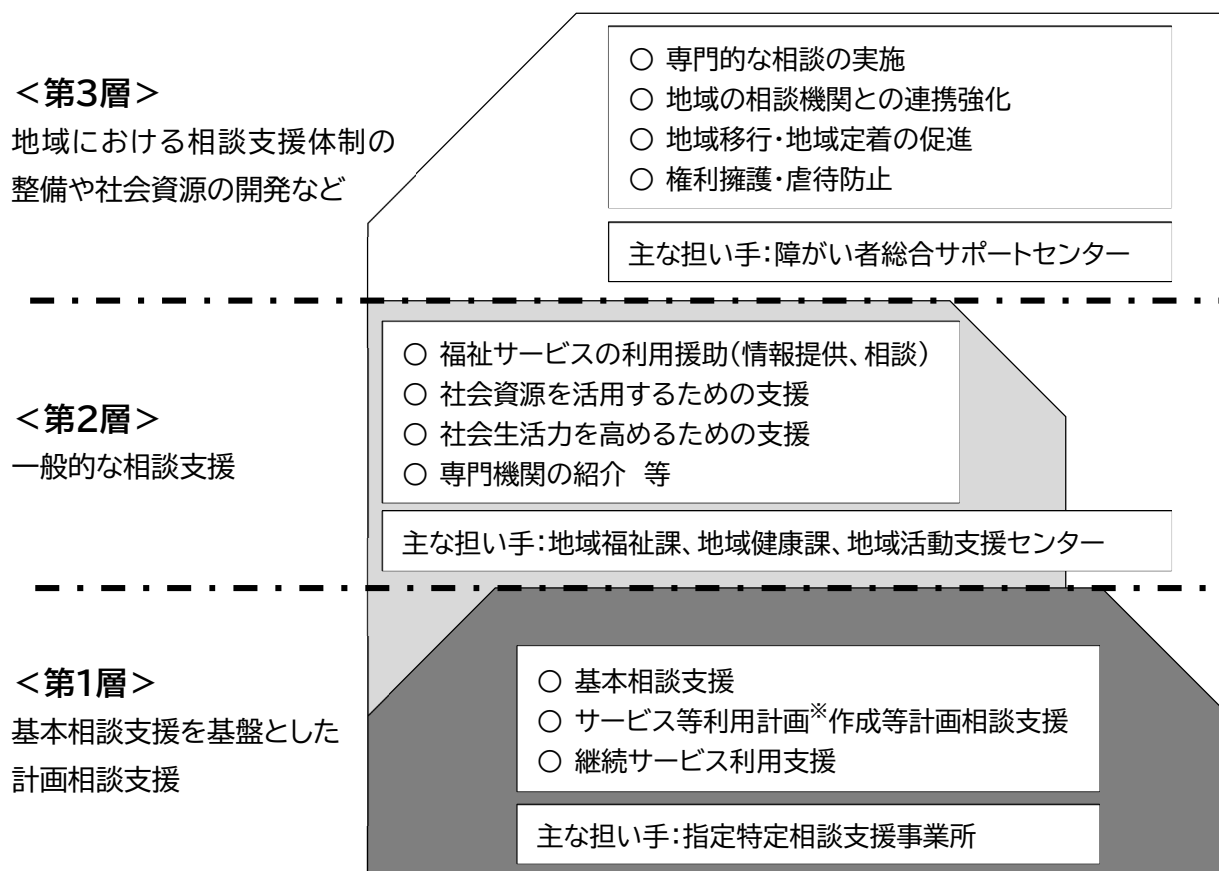 <第3層>
地域における相談支援体制の
整備や社会資源の開発など
○ 専門的な相談の実施
○ 地域の相談機関との連携強化
○ 地域移行・地域定着の促進
○ 権利擁護・虐待防止
主な担い手:障がい者総合サポートセンター
<第2層>
一般的な相談支援
○ 福祉サービスの利用援助(情報提供、相談)
○ 社会資源を活用するための支援
○ 社会生活力を高めるための支援
○ 専門機関の紹介 等
主な担い手:地域福祉課、地域健康課、地域活動支援センター
<第1層>
基本相談支援を基盤とした
計画相談支援
○ 基本相談支援
○ サービス等利用計画※作成等計画相談支援
○ 継続サービス利用支援
主な担い手:指定特定相談支援事業所